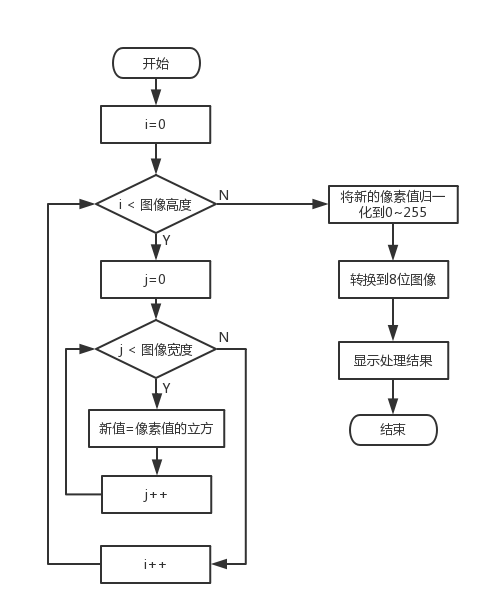 开始
i=0
i < 图像高度
N
Y
j=0
j < 图像宽度
N
Y
新值=像素值的立方
j++
i++
将新的像素值归一
化到0~255
转换到8位图像
显示处理结果
结束